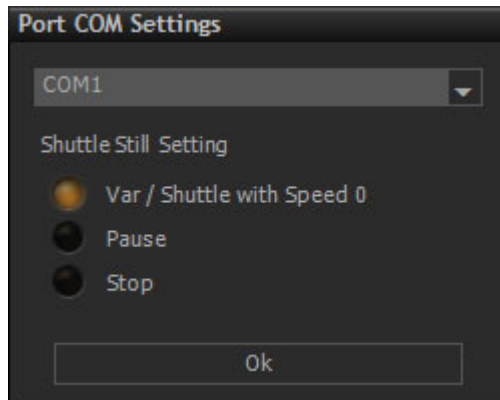 Port COM Settings
COM1
Shuttle Still Setting
Var / Shuttle with Speed 0
Pause
Stop
Ok